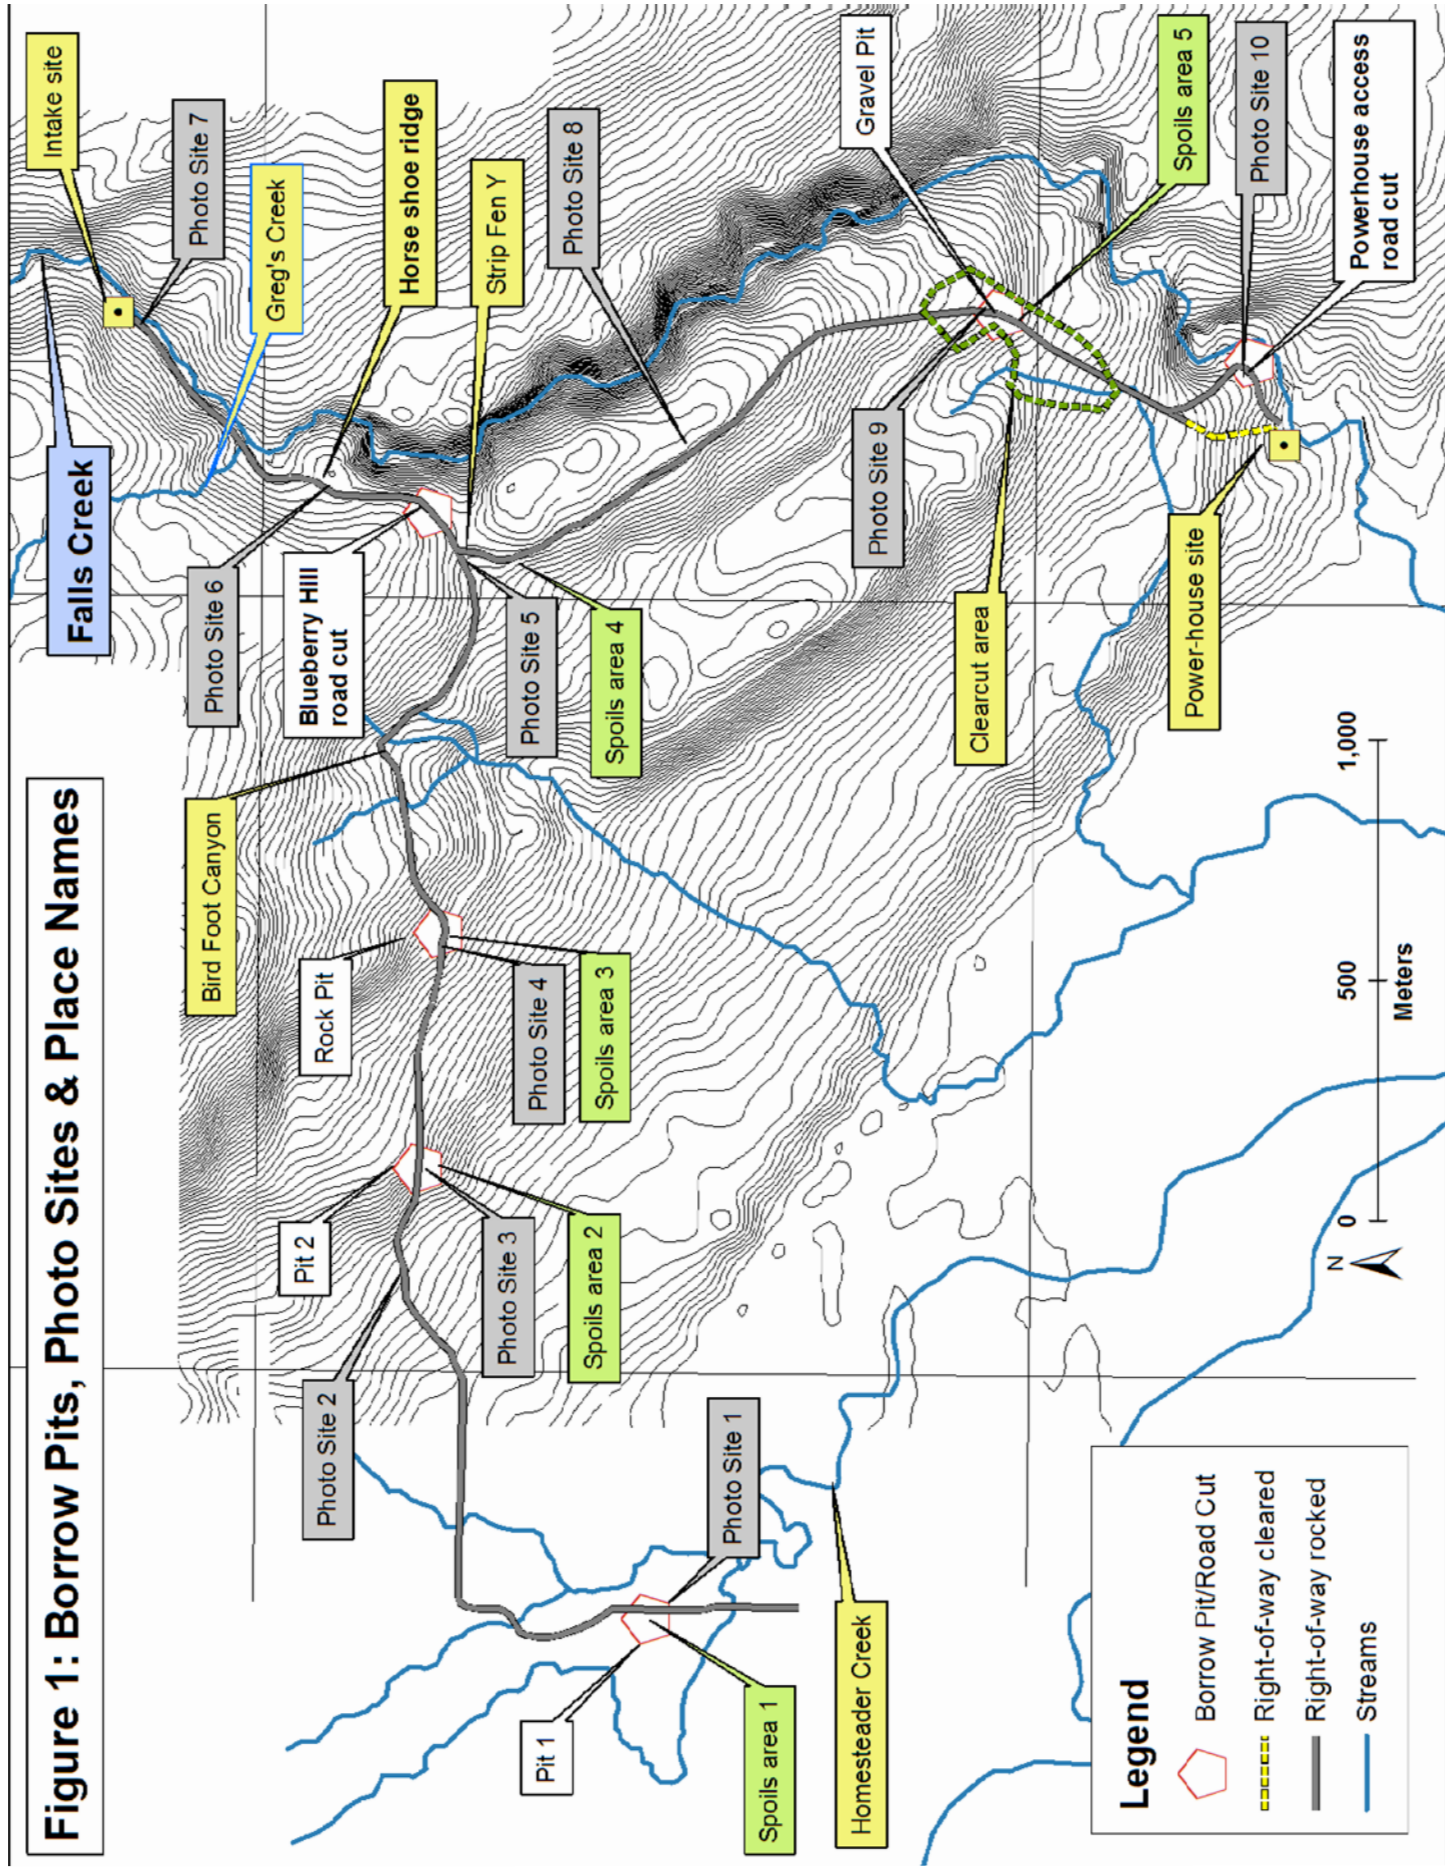 Figure 1: Borrow Pits, Photo Sites & Place Names
Falls Creek
Intake site
Photo Site 7
Greg's Creek
Horse shoe ridge
Strip Fen Y
Photo Site 8
Gravel Pit
Spoils area 5
Photo Site 10
Powerhouse access
road cut
Photo Site 6
Blueberry Hill
road cut
Photo Site 5
Spoils area 4
Photo Site 9
Clearcut area
Power-house site
Bird Foot Canyon
Rock Pit
Photo Site 4
Spoils area 3
Pit 2
Photo Site 3
Spoils area 2
Photo Site 2
Photo Site 1
Pit 1
Spoils area 1
Homesteader Creek
N
0
500
1,000
Meters
Legend
Borrow Pit/Road Cut
Right-of-way cleared
Right-of-way rocked
Streams